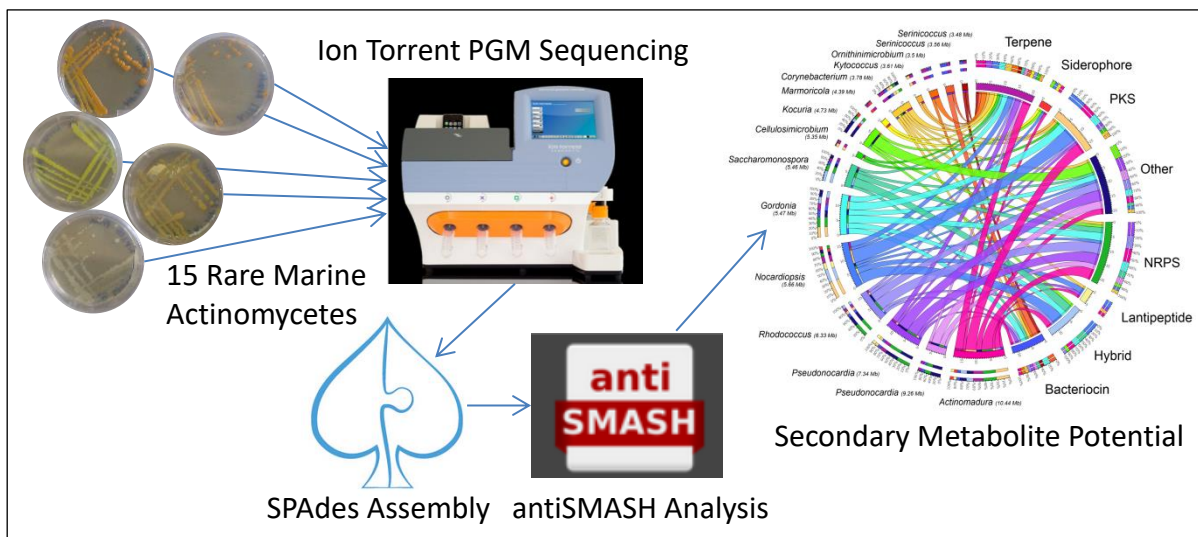 Ion Torrent PGM Sequencing
15 Rare Marine
Actinomycetes
SPAdes Assembly
anti
SMASH
antiSMASH Analysis
Serinicoccus (3.48 Mb)
Serinicoccus (3.56 Mb)
Ornithinimicrobium (3.5 Mb)
Kytococcus (3.61 Mb)
Corynebacterium (3.78 Mb)
Marmoricola (4.39 Mb)
Kocuria (4.73 Mb)
Cellulosimicrobium
(5.35 Mb)
Saccharomonospora
(5.46 Mb)
Gordonia
(5.47 Mb)
Nocardiopsis
(5.66 Mb)
Rhodococcus (6.33 Mb)
Pseudonocardia (7.34 Mb)
Pseudonocardia (9.26 Mb)
Actinomadura (10.44 Mb)
Terpene
Siderophore
PKS
Other
NRPS
Lantipeptide
Hybrid
Bacteriocin
Secondary Metabolite Potential